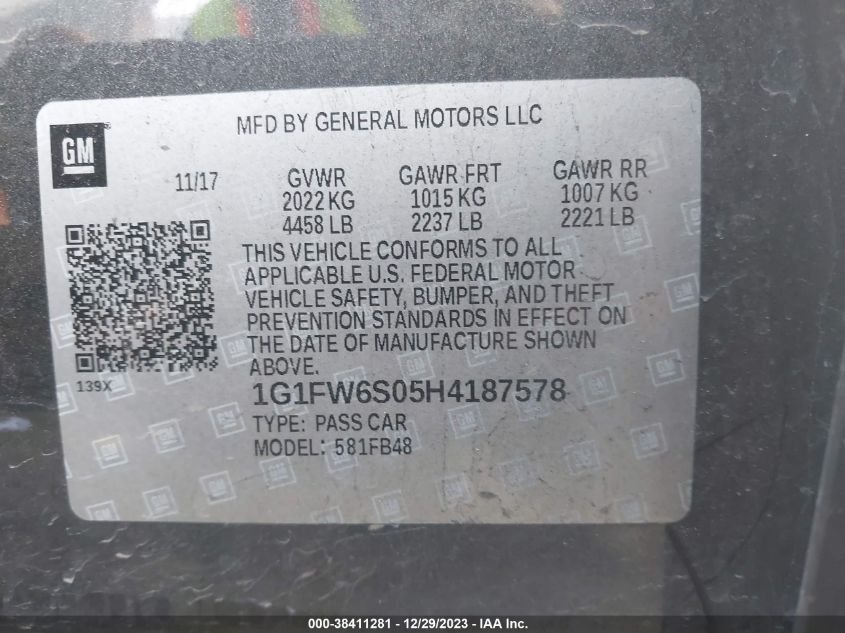 MFD BY GENERAL MOTORS LLC
GM
11/17
GVWR GAWR FRT GAWR RR
2022 KG 1015 KG 1007 KG
4458 LB 2237 LB 2221 LB
THIS VEHICLE CONFORMS TO ALL
APPLICABLE U.S. FEDERAL MOTOR
VEHICLE SAFETY, BUMPER, AND THEFT
PREVENTION STANDARDS IN EFFECT ON
THE DATE OF MANUFACTURE SHOWN
ABOVE.
139X
1G1FW6S05H4187578
TYPE: PASS CAR
MODEL: 581FB48
000-38411281 - 12/29/2023 - IAA Inc.